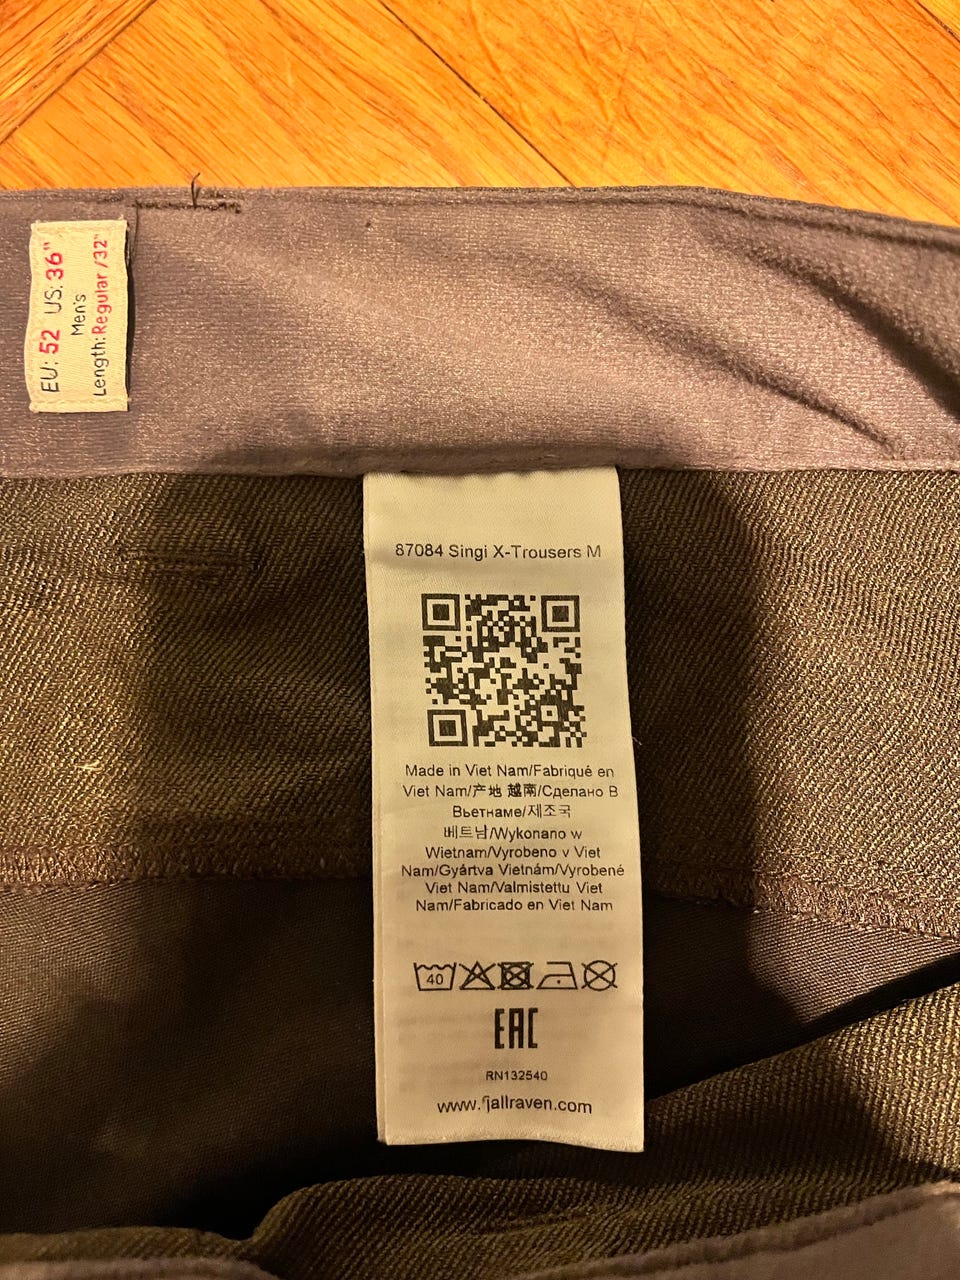 EU: 52 US: 36"
Men's
Length: Regular /32"
87084 Singi X-Trousers M
Made in Viet Nam/Fabriqué en
Viet Nam/产地 越南/Сделано В
Вьетнаме/제조국
베트남/Wykonano w
Wietnam/Vyrobeno v Viet
Nam/Gyártva Vietnám/Vyrobené
Viet Nam/Valmistettu Viet
Nam/Fabricado en Viet Nam
40
EAC
RN132540
www.fjallraven.com